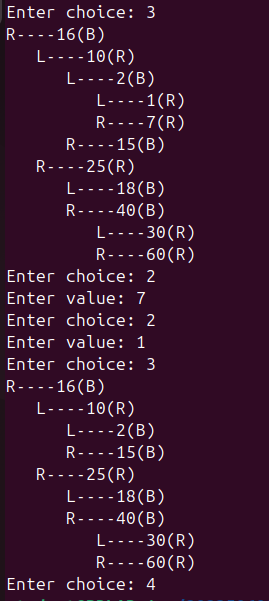 Enter choice: 3
R----16(B)
   L----10(R)
      L----2(B)
         L----1(R)
         R----7(R)
      R----15(B)
   R----25(R)
      L----18(B)
      R----40(B)
         L----30(R)
         R----60(R)
Enter choice: 2
Enter value: 7
Enter choice: 2
Enter value: 1
Enter choice: 3
R----16(B)
   L----10(R)
      L----2(B)
      R----15(B)
   R----25(R)
      L----18(B)
      R----40(B)
         L----30(R)
         R----60(R)
Enter choice: 4